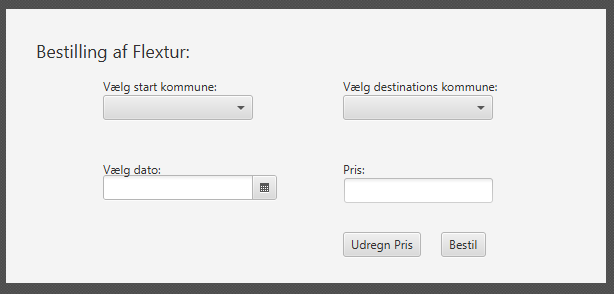 Bestilling af Flextur:
Vælg start kommune:
Vælg destinations kommune:
Vælg dato:
Pris:
Udregn Pris
Bestil